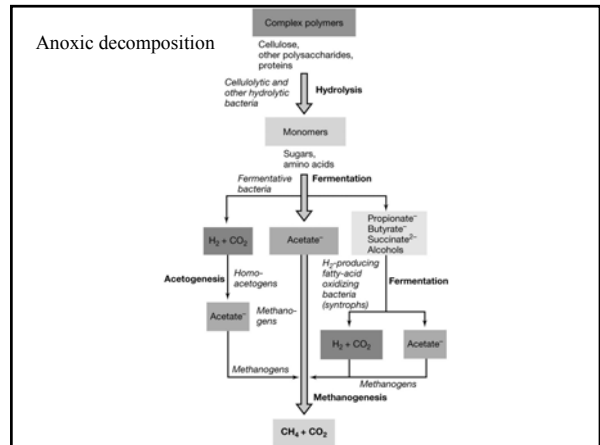 Anoxic decomposition
Complex polymers
Cellulose,
other polysaccharides,
proteins
Cellulolytic and
other hydrolytic
bacteria
Hydrolysis
Monomers
Sugars,
amino acids
Fermentative
bacteria
Fermentation
H₂ + CO₂
Acetate⁻
Propionate⁻
Butyrate⁻
Succinate²⁻
Alcohols
Acetogenesis
Homo-
acetogens
Methano-
gens
H₂-producing
fatty-acid
oxidizing
bacteria
(syntrophs)
Fermentation
Acetate⁻
H₂ + CO₂
Acetate⁻
Methanogens
Methanogens
Methanogenesis
CH₄ + CO₂